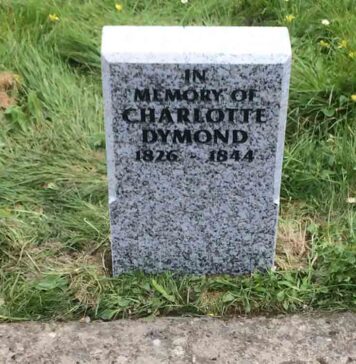 IN
MEMORY OF
CHARLOTTE
DYMOND
1826 - 1844